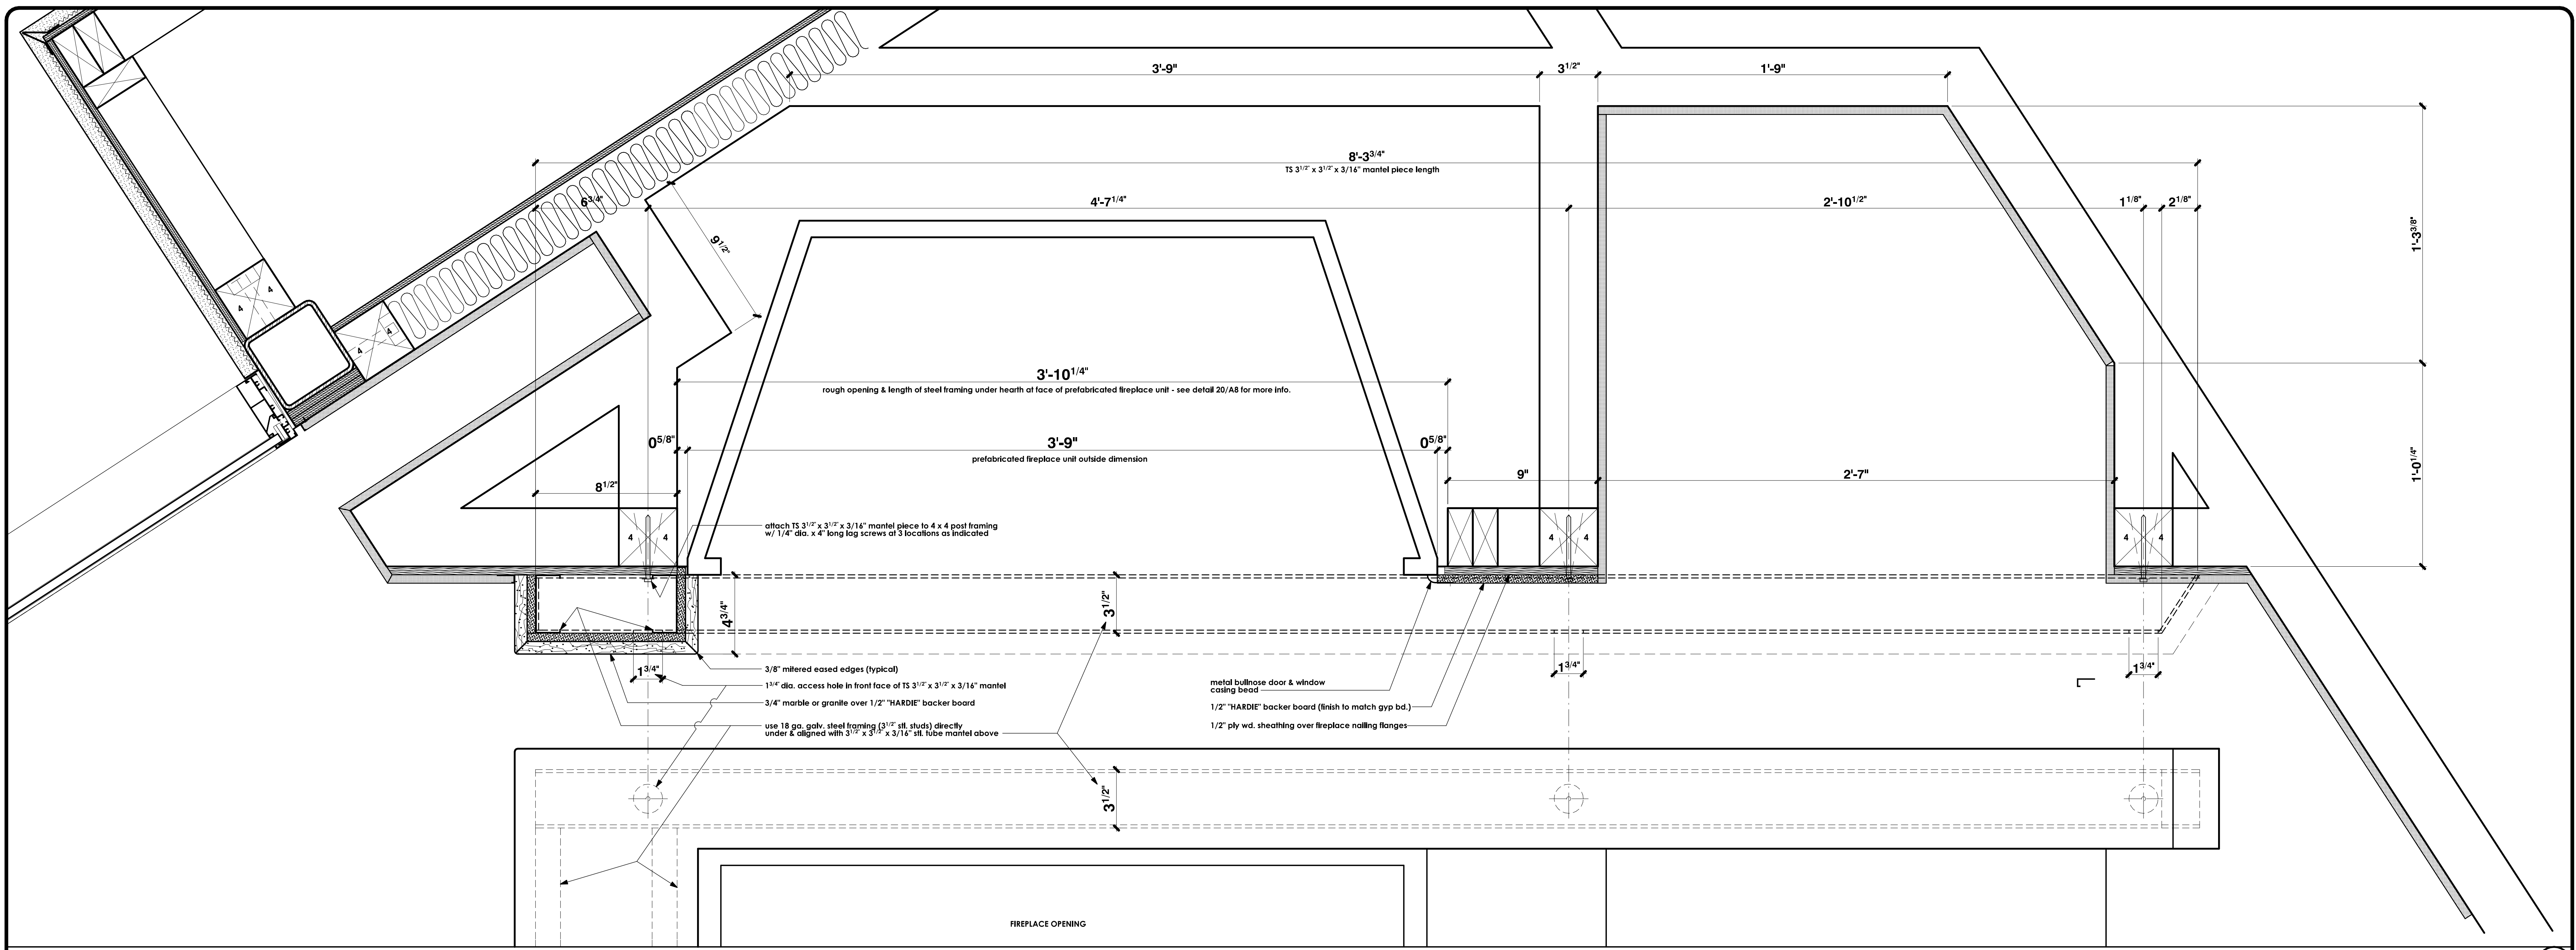 3'-9"
3 1/2"
1'-9"
8'-3 3/4"
TS 3 1/2" x 3 1/2" x 3/16" mantel piece length
6 3/4"
4'-7 1/4"
2'-10 1/2"
1 1/8"
2 1/8"
1'-3 3/8"
9 1/2"
4
4
4
4
3'-10 1/4"
rough opening & length of steel framing under hearth at face of prefabricated fireplace unit - see detail 20/A8 for more info.
0 5/8"
3'-9"
0 5/8"
prefabricated fireplace unit outside dimension
8 1/2"
9"
2'-7"
1'-0 1/4"
attach TS 3 1/2" x 3 1/2" x 3/16" mantel piece to 4 x 4 post framing
w/ 1/4" dia. x 4" long lag screws at 3 locations as indicated
4 4
4 4
4 4
4 3/4"
3 1/2"
1 3/4"
1 3/4"
1 3/4"
3/8" mitered eased edges (typical)
1 3/4" dia. access hole in front face of TS 3 1/2" x 3 1/2" x 3/16" mantel
3/4" marble or granite over 1/2" "HARDIE" backer board
use 18 ga. galv. steel framing (3 1/2" stl. studs) directly
under & aligned with 3 1/2" x 3 1/2" x 3/16" stl. tube mantel above
metal bullnose door & window
casing bead
1/2" "HARDIE" backer board (finish to match gyp bd.)
1/2" ply wd. sheathing over fireplace nailing flanges
3 1/2"
FIREPLACE OPENING